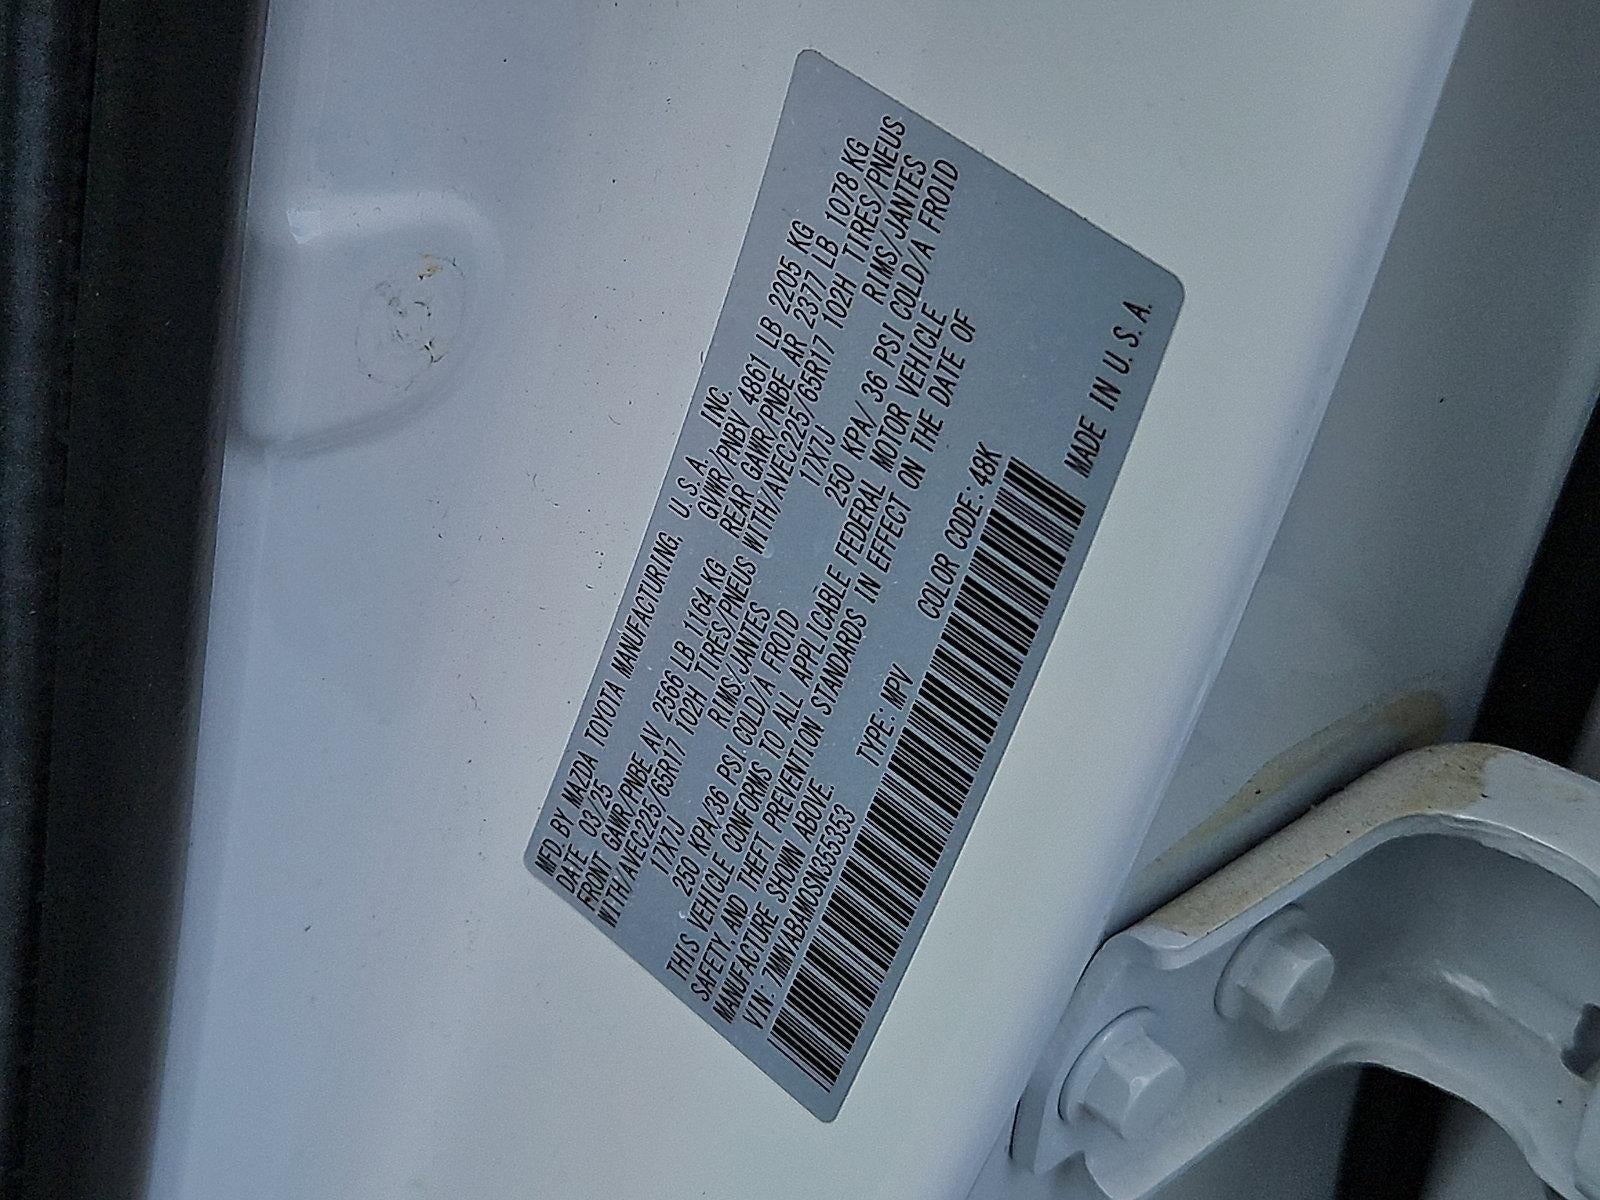 MFD. BY MAZDA TOYOTA MANUFACTURING, U.S.A. INC.
DATE 03/25 GVWR/PNBV 4861 LB 2205 KG
FRONT GAWR/PNBE AV 2566 LB 1164 KG REAR GAWR/PNBE AR 2377 LB 1078 KG
WITH/AVEC225/65R17 102H TIRES/PNEUS WITH/AVEC225/65R17 102H TIRES/PNEUS
17X7J RIMS/JANTES 17X7J RIMS/JANTES
250 KPA/36 PSI COLD/A FROID 250 KPA/36 PSI COLD/A FROID
THIS VEHICLE CONFORMS TO ALL APPLICABLE FEDERAL MOTOR VEHICLE
SAFETY, AND THEFT PREVENTION STANDARDS IN EFFECT ON THE DATE OF
MANUFACTURE SHOWN ABOVE.
VIN: 7MMVABAM0SN355353 TYPE: MPV COLOR CODE: 48K
MADE IN U.S.A.